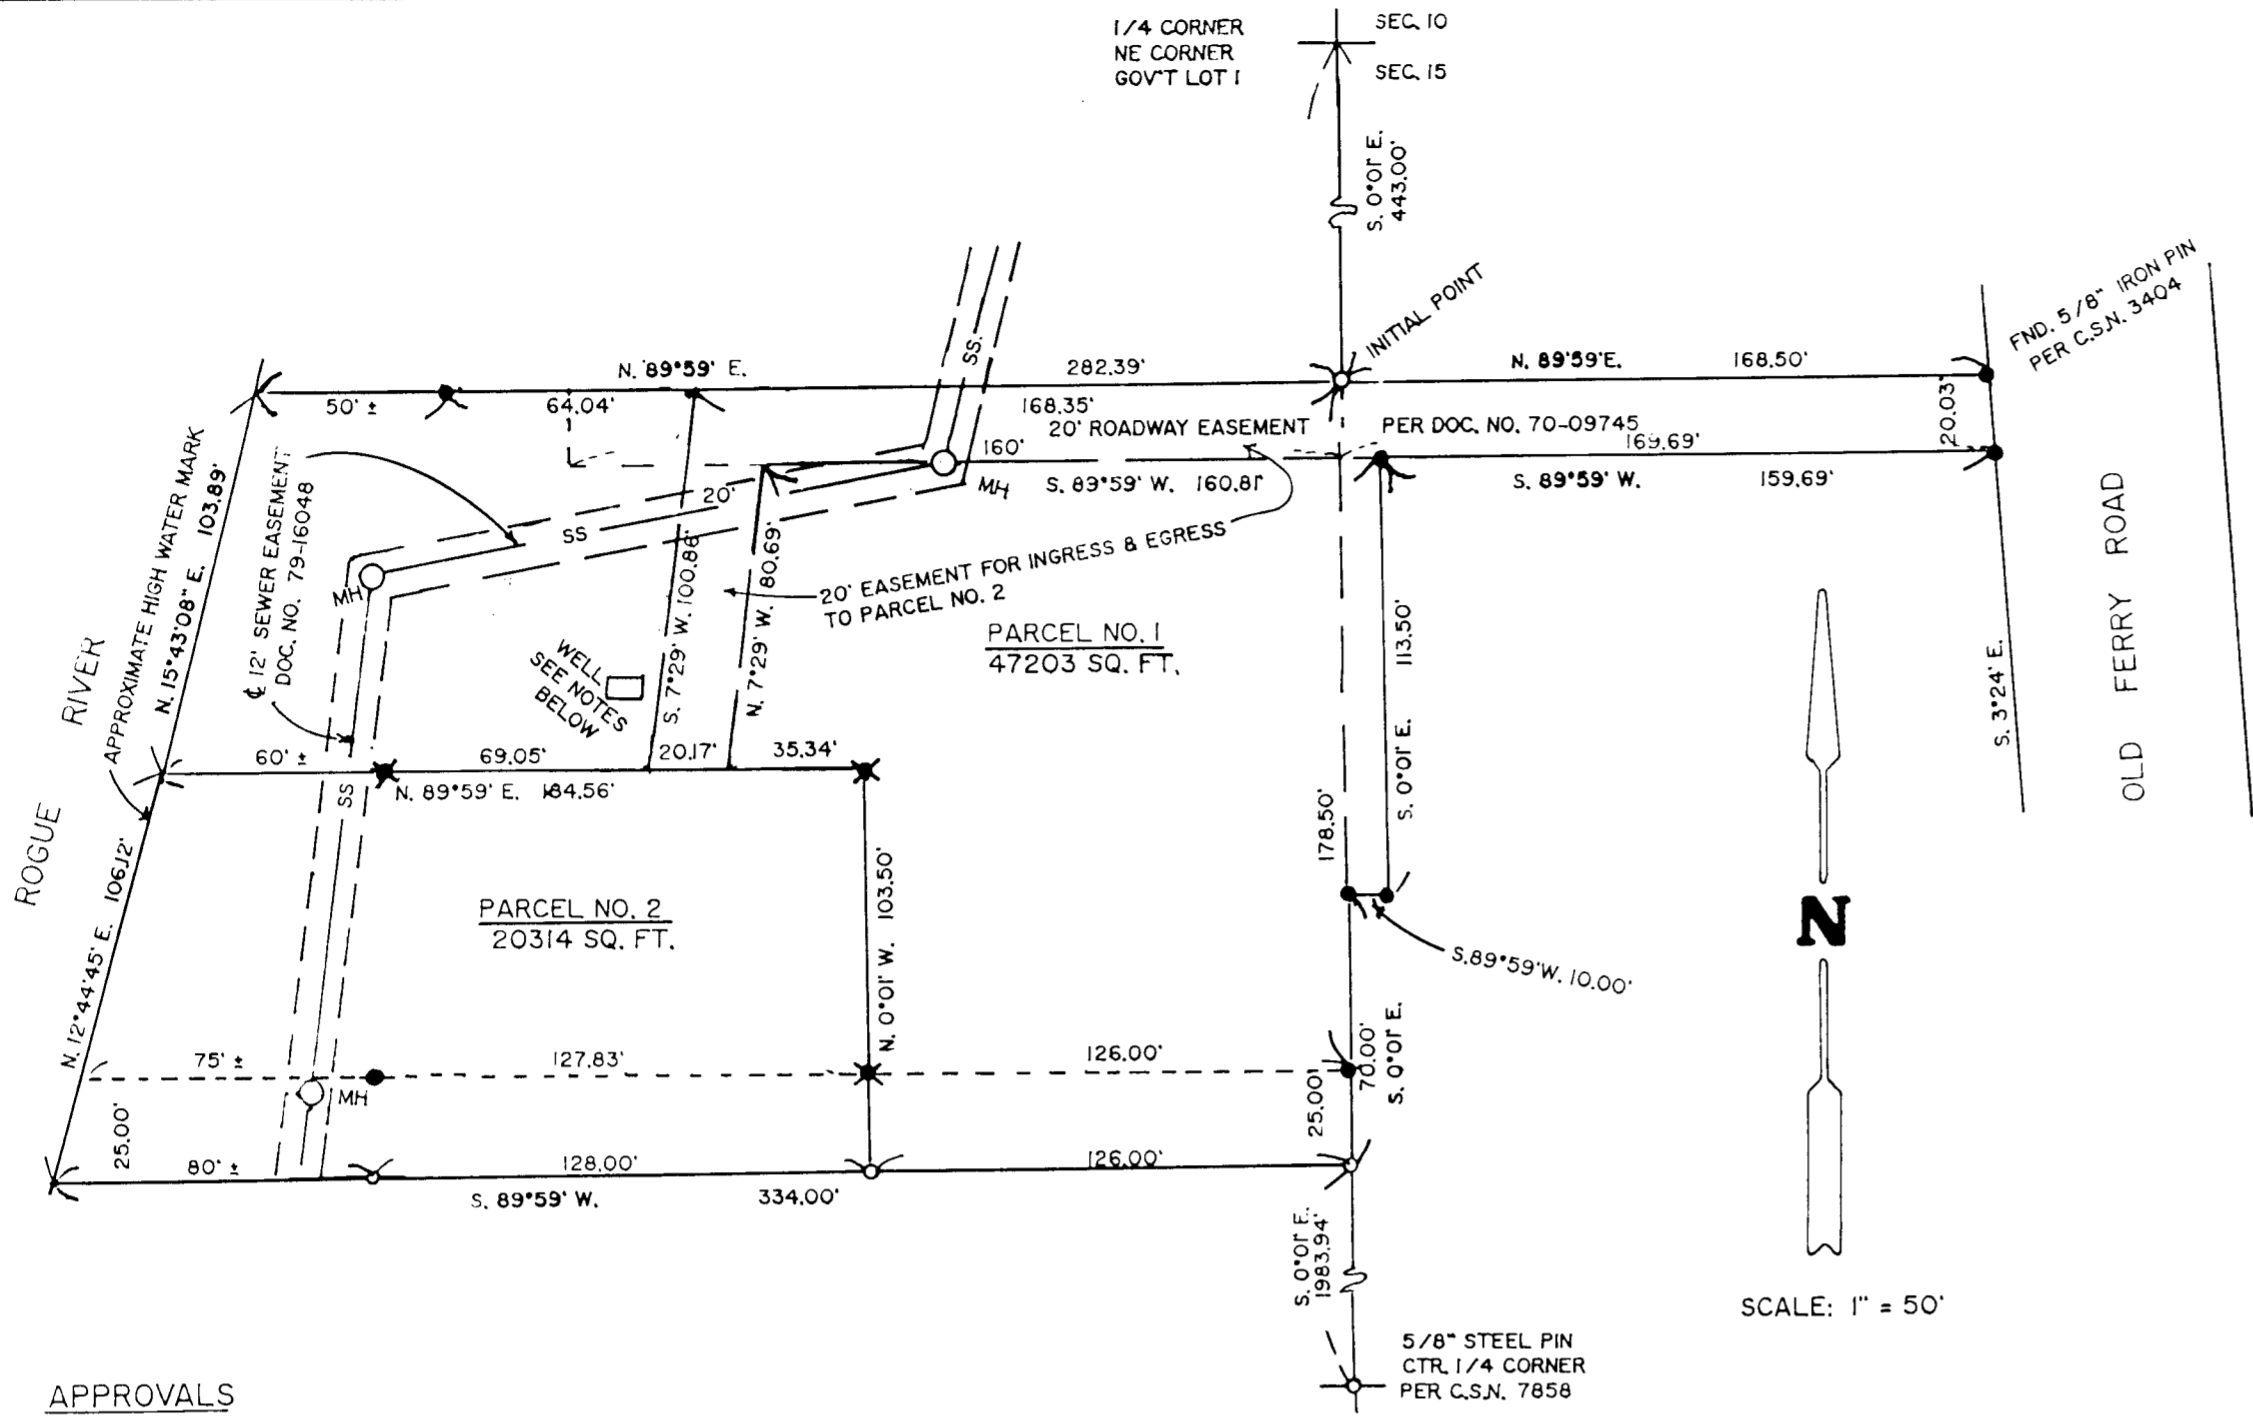 1/4 CORNER
NE CORNER
GOV'T LOT 1
SEC. 10
SEC. 15
S. 0°01' E.
443.00'
INITIAL POINT
FND. 5/8" IRON PIN
PER C.S.N. 3404
N. 89°59' E.
282.39'
N. 89°59' E.
168.50'
50' ±
64.04'
168.35'
SS.
20' ROADWAY EASEMENT
PER DOC. NO. 70-09745
169.69'
20.03'
160'
MH
S. 89°59' W. 160.81'
S. 89°59' W.
159.69'
APPROXIMATE HIGH WATER MARK
N. 15°43'08" E. 103.89'
℄ 12' SEWER EASEMENT
DOC. NO. 79-16048
20'
SS
MH
S. 7°29' W. 100.86'
N. 7°29' W. 80.69'
20' EASEMENT FOR INGRESS & EGRESS
TO PARCEL NO. 2
WELL
SEE NOTES
BELOW
PARCEL NO. 1
47203 SQ. FT.
S. 0°01' E. 113.50'
S. 3°24' E.
OLD FERRY ROAD
ROGUE RIVER
60' ±
69.05'
20.17'
35.34'
N. 89°59' E. 184.56'
SS
178.50'
N. 12°44'45" E. 106.12'
PARCEL NO. 2
20314 SQ. FT.
N. 0°01' W. 103.50'
S. 89°59' W. 10.00'
N
75' ±
127.83'
126.00'
70.00'
S. 0°01' E.
MH
25.00'
25.00'
80' ±
128.00'
126.00'
S. 89°59' W.
334.00'
S. 0°01' E.
1983.94'
SCALE: 1" = 50'
5/8" STEEL PIN
CTR. 1/4 CORNER
PER C.S.N. 7858
APPROVALS